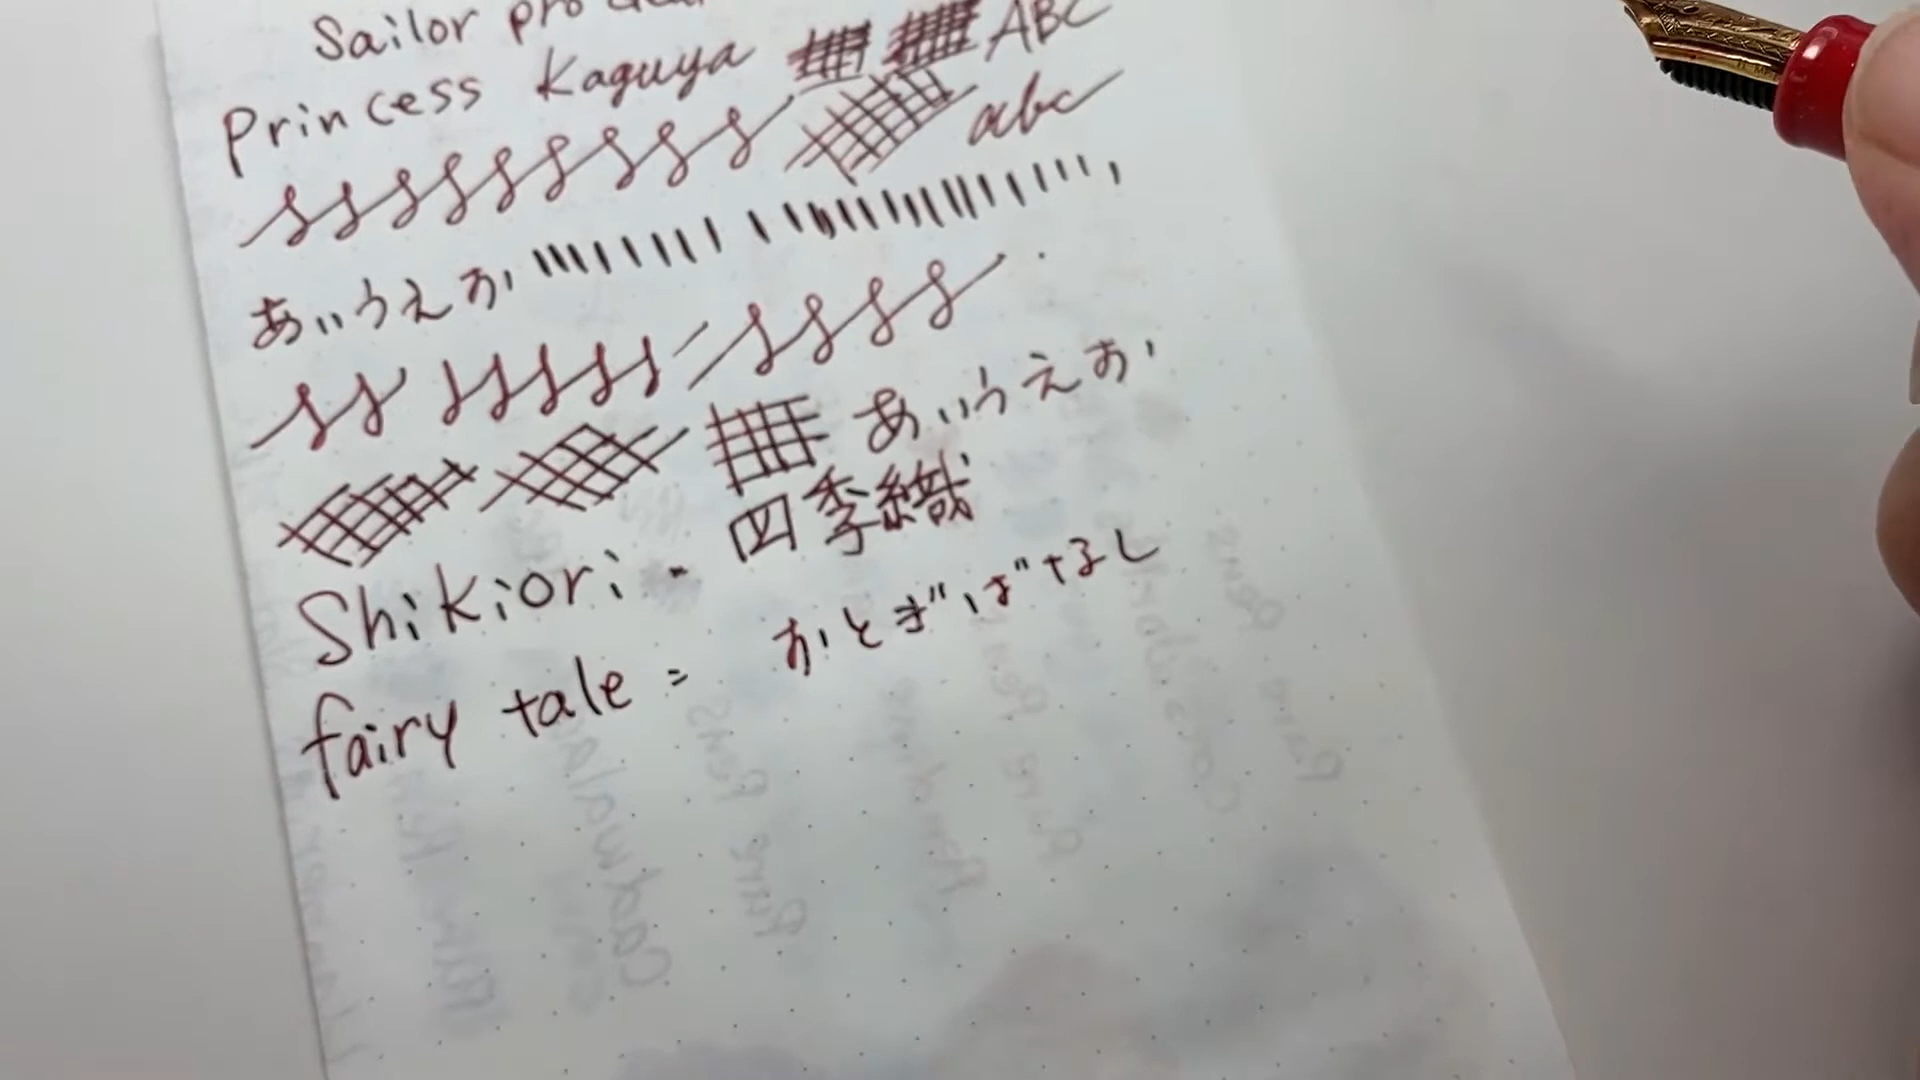 Sailor pro
Princess Kaguya ABC
abc
あいうえお
あいうえお
Shikiori = 四季織
fairy tale = おとぎばなし